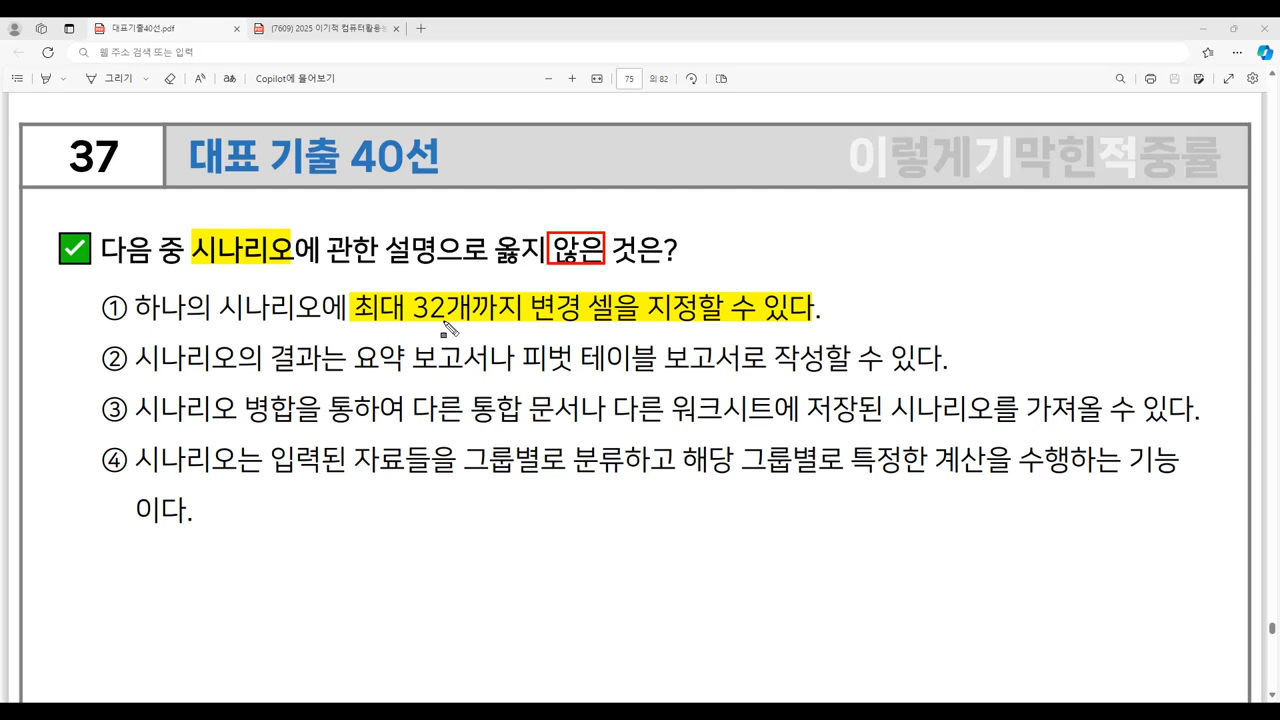 대표기출40선.pdf
(7609) 2025 이기적 컴퓨터활용능
웹 주소 검색 또는 입력
그리기
Copilot에 물어보기
75 의 82
37
대표 기출 40선
이렇게기막힌적중률
다음 중 시나리오에 관한 설명으로 옳지 않은 것은?
① 하나의 시나리오에 최대 32개까지 변경 셀을 지정할 수 있다.
② 시나리오의 결과는 요약 보고서나 피벗 테이블 보고서로 작성할 수 있다.
③ 시나리오 병합을 통하여 다른 통합 문서나 다른 워크시트에 저장된 시나리오를 가져올 수 있다.
④ 시나리오는 입력된 자료들을 그룹별로 분류하고 해당 그룹별로 특정한 계산을 수행하는 기능
이다.